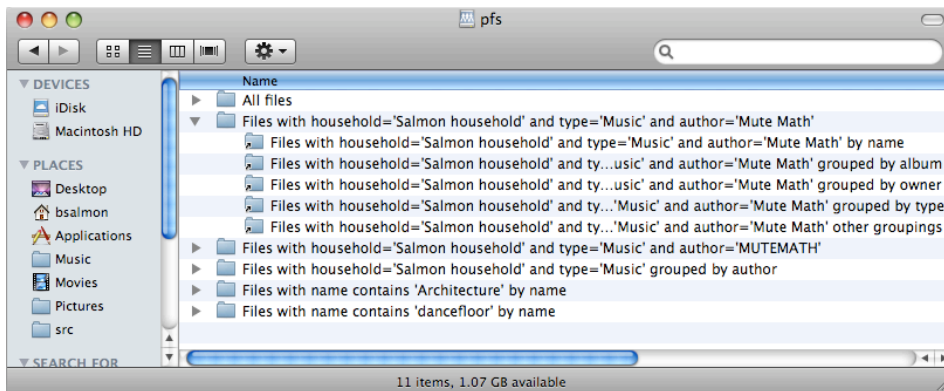 pfs
Name
DEVICES
iDisk
Macintosh HD
PLACES
Desktop
bsalmon
Applications
Music
Movies
Pictures
src
SEARCH FOR
All files
Files with household='Salmon household' and type='Music' and author='Mute Math'
Files with household='Salmon household' and type='Music' and author='Mute Math' by name
Files with household='Salmon household' and ty...usic' and author='Mute Math' grouped by album
Files with household='Salmon household' and ty...usic' and author='Mute Math' grouped by owner
Files with household='Salmon household' and ty...'Music' and author='Mute Math' grouped by type
Files with household='Salmon household' and ty...'Music' and author='Mute Math' other groupings
Files with household='Salmon household' and type='Music' and author='MUTEMATH'
Files with household='Salmon household' and type='Music' grouped by author
Files with name contains 'Architecture' by name
Files with name contains 'dancefloor' by name
11 items, 1.07 GB available